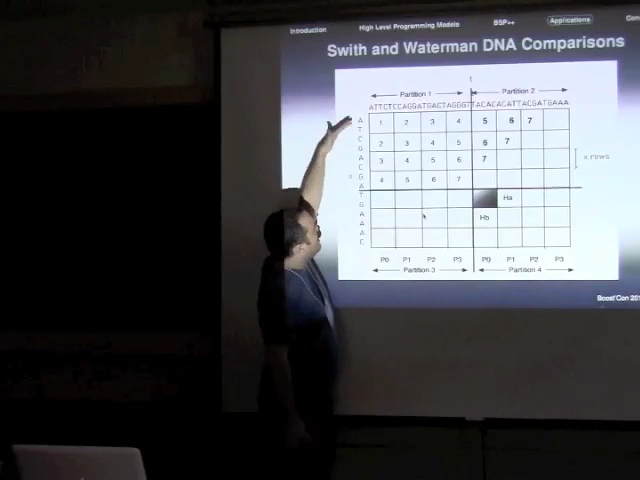 Introduction High Level Programming Models BSP++ Applications
Swith and Waterman DNA Comparisons
t
Partition 1 Partition 2
ATTCTCCAGGATGACTAGGGTTACACACATTACGATGAAA
A 1 2 3 4 5 6 7
T
C 2 3 4 5 6 7
G
A 3 4 5 6 7
C
x rows
G 4 5 6 7
A
T Ha
G
A Hb
A
A
C
P0 P1 P2 P3 P0 P1 P2 P3
Partition 3 Partition 4